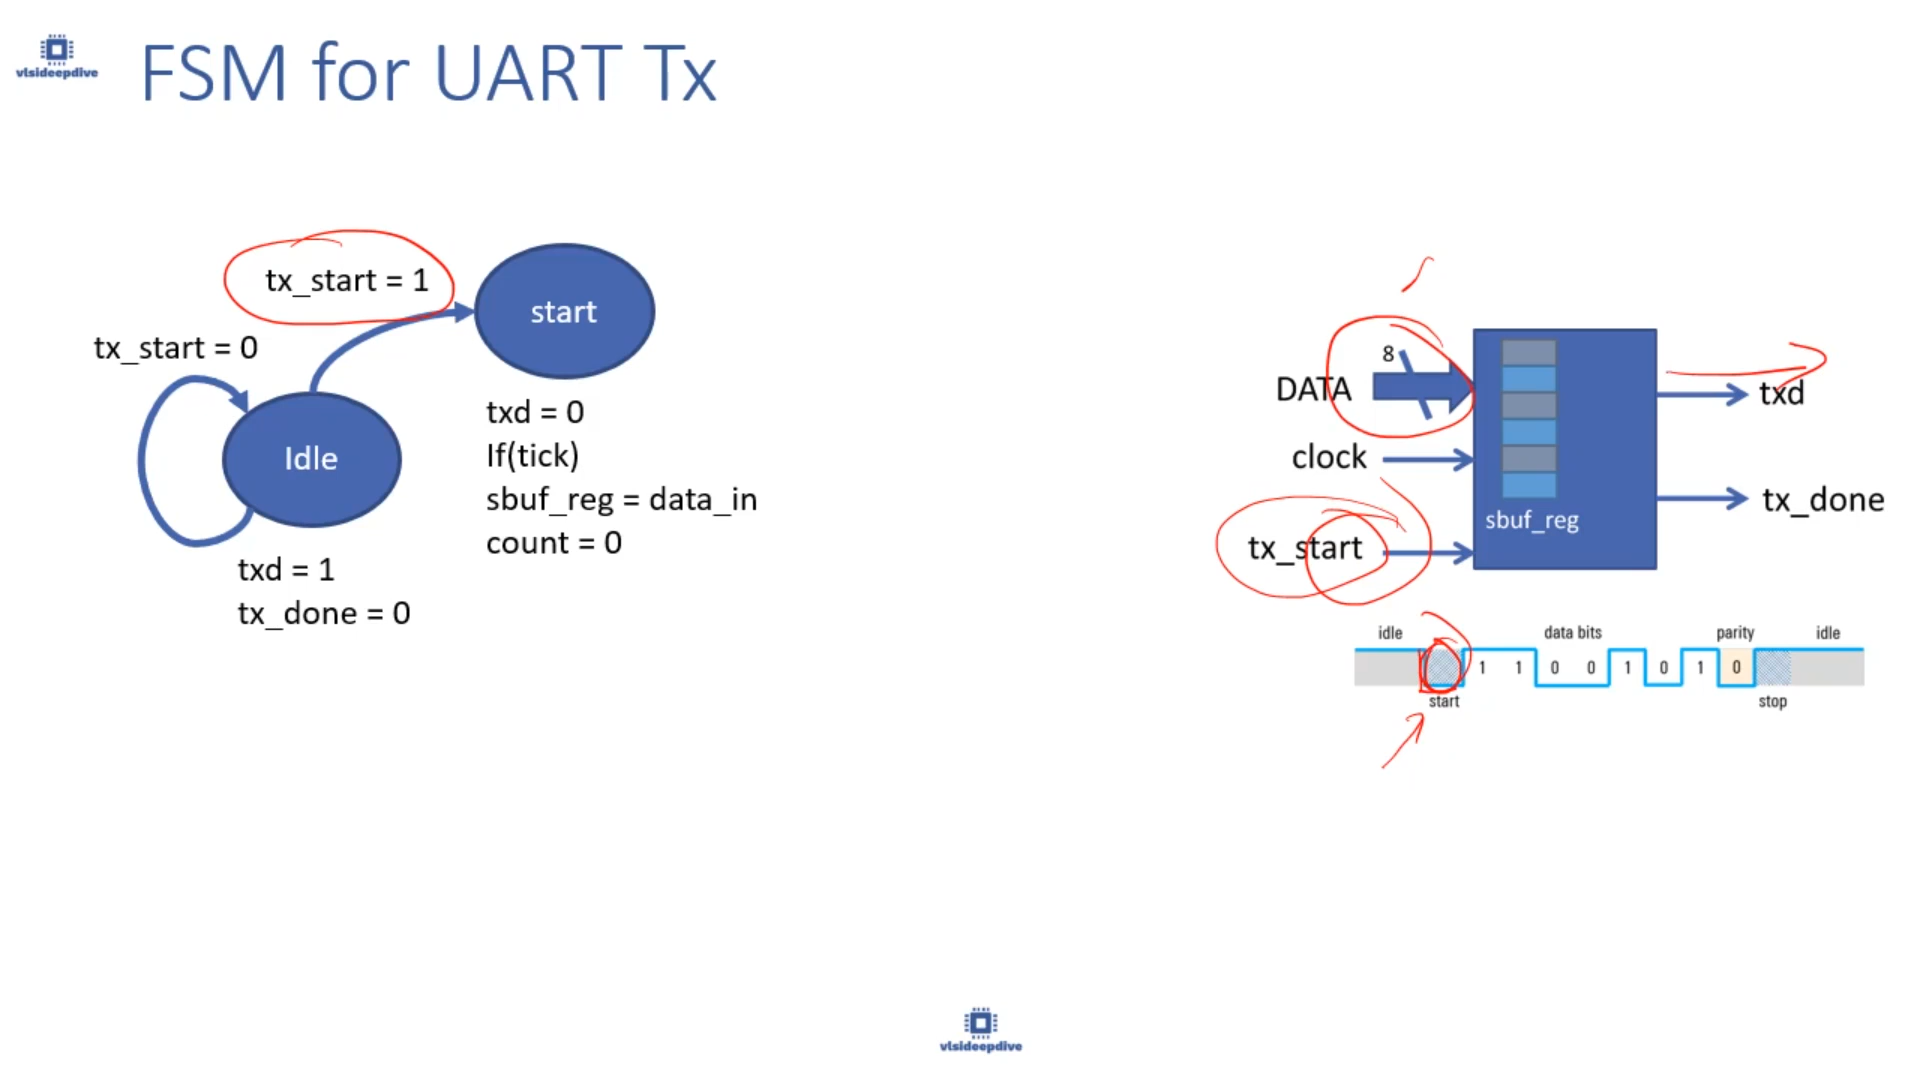 vlsideepdive
FSM for UART Tx
tx_start = 1
start
tx_start = 0
Idle
txd = 0
If(tick)
sbuf_reg = data_in
count = 0
txd = 1
tx_done = 0
8
DATA
txd
clock
tx_done
sbuf_reg
tx_start
idle data bits parity idle
1 1 0 0 1 0 1 0
start stop
vlsideepdive